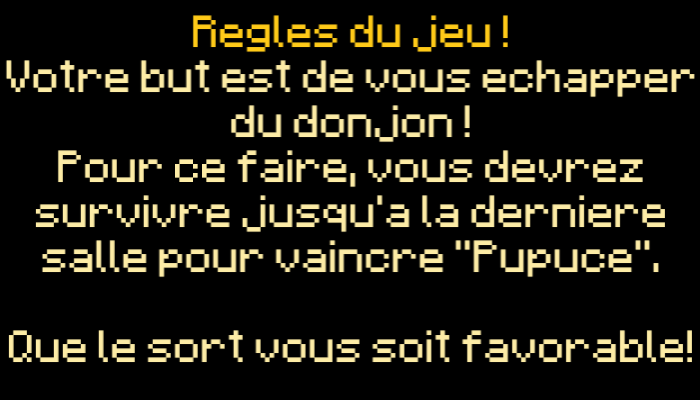 Regles du jeu !
Votre but est de vous echapper
du donjon !
Pour ce faire, vous devrez
survivre jusqu'a la derniere
salle pour vaincre "Pupuce".
Que le sort vous soit favorable!